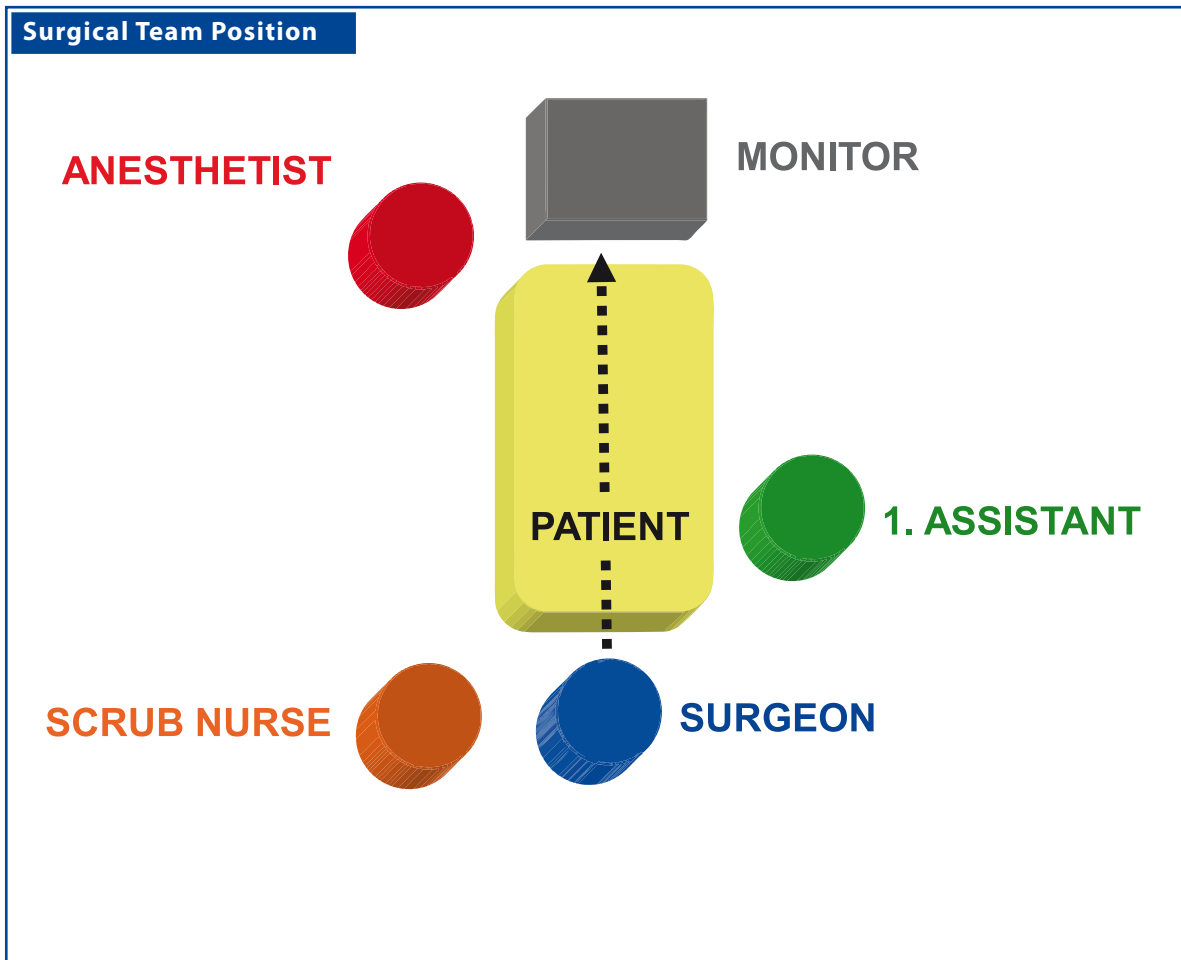 Surgical Team Position
ANESTHETIST
MONITOR
PATIENT
1. ASSISTANT
SCRUB NURSE
SURGEON